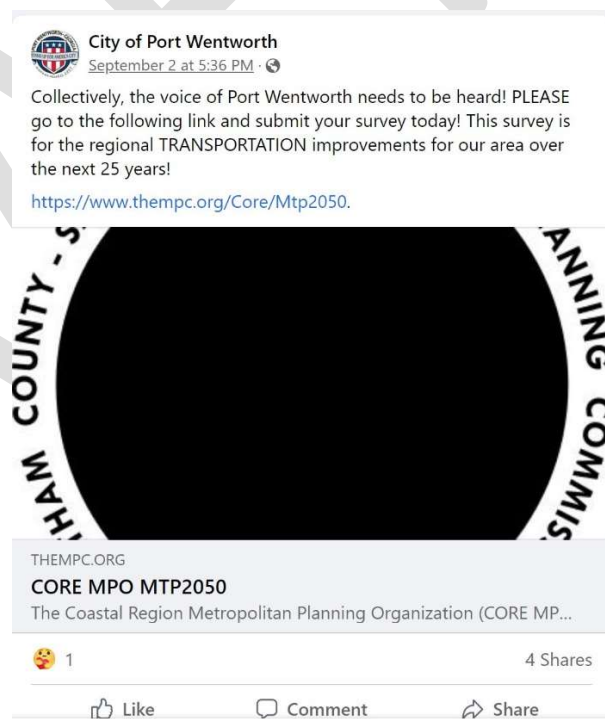 City of Port Wentworth
September 2 at 5:36 PM ·
Collectively, the voice of Port Wentworth needs to be heard! PLEASE
go to the following link and submit your survey today! This survey is
for the regional TRANSPORTATION improvements for our area over
the next 25 years!
https://www.thempc.org/Core/Mtp2050.
THAM COUNTY - S
ANNING COMMIS
THEMPC.ORG
CORE MPO MTP2050
The Coastal Region Metropolitan Planning Organization (CORE MP...
1
4 Shares
Like Comment Share